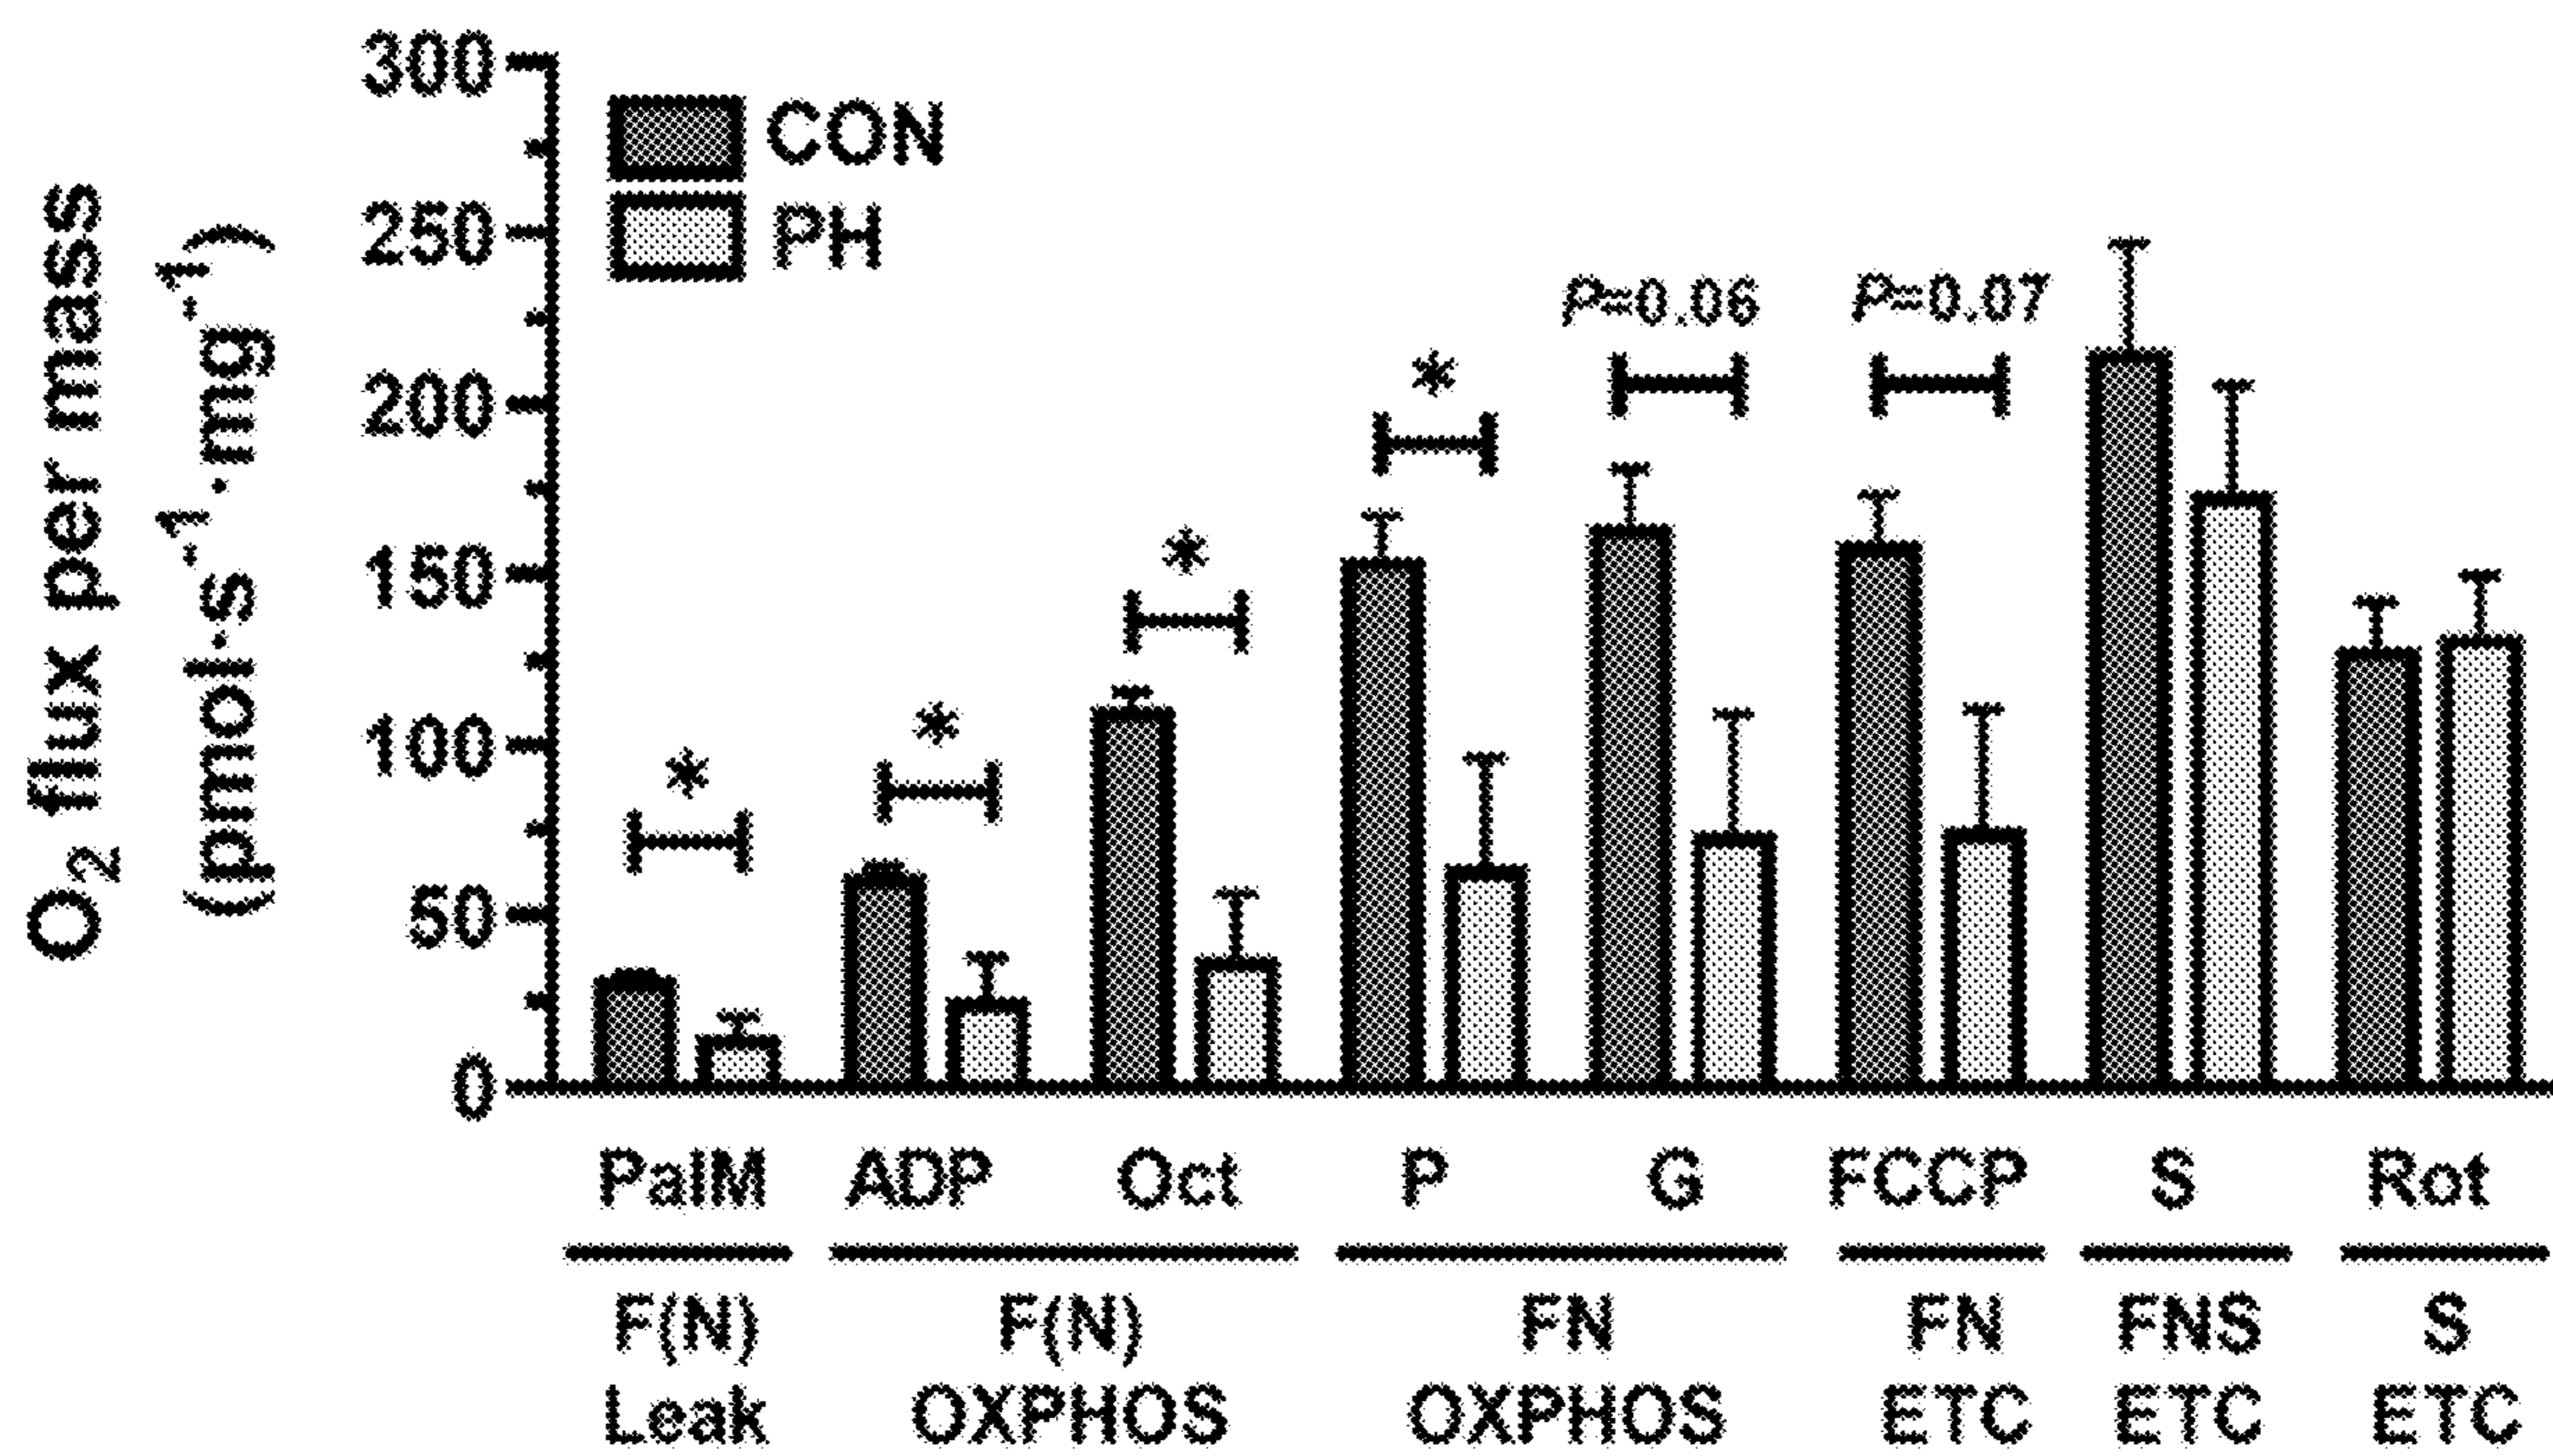 O₂ flux per mass
(pmol·s⁻¹·mg⁻¹)
300
250
200
150
100
50
0
CON
PH
*
*
*
*
P=0.06
P=0.07
PalM ADP Oct P G FCCP S Rot
F(N) F(N) FN FN FNS S
Leak OXPHOS OXPHOS ETC ETC ETC